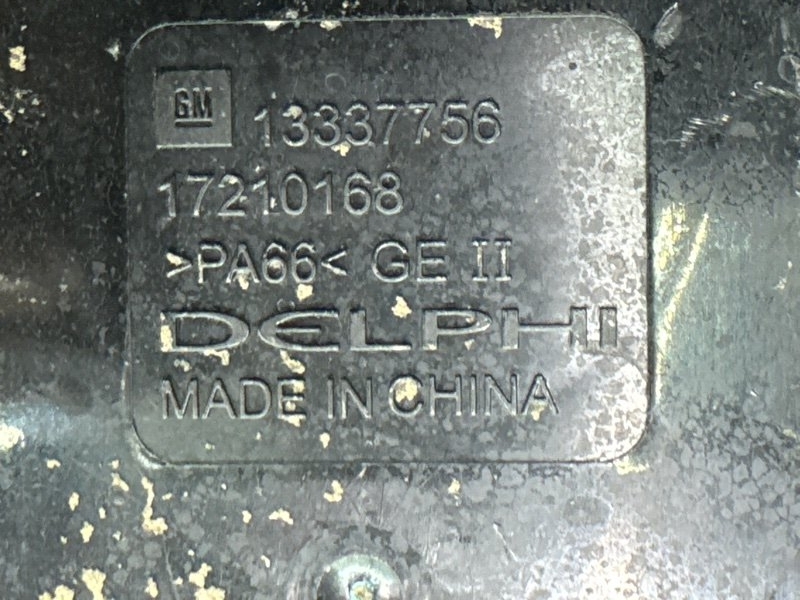 GM 13337756
17210168
>PA66< GE II
DELPHI
MADE IN CHINA